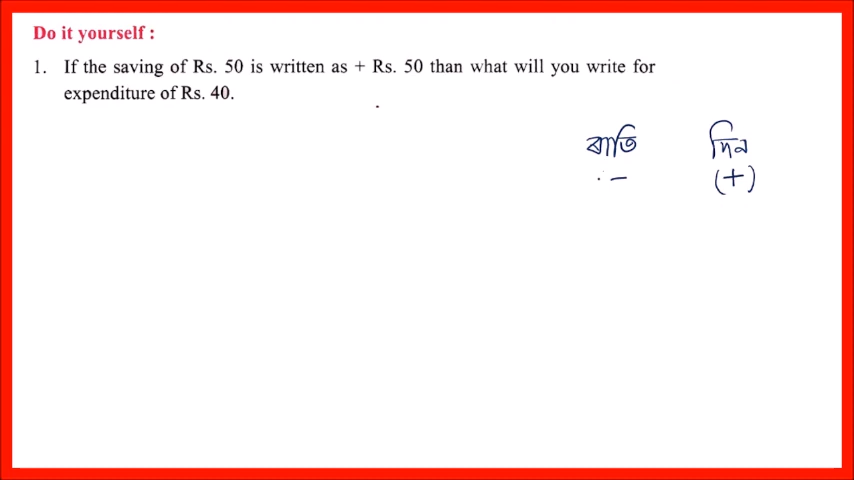 Do it yourself :
1. If the saving of Rs. 50 is written as + Rs. 50 than what will you write for
expenditure of Rs. 40.
ৰাতি দিন
- (+)